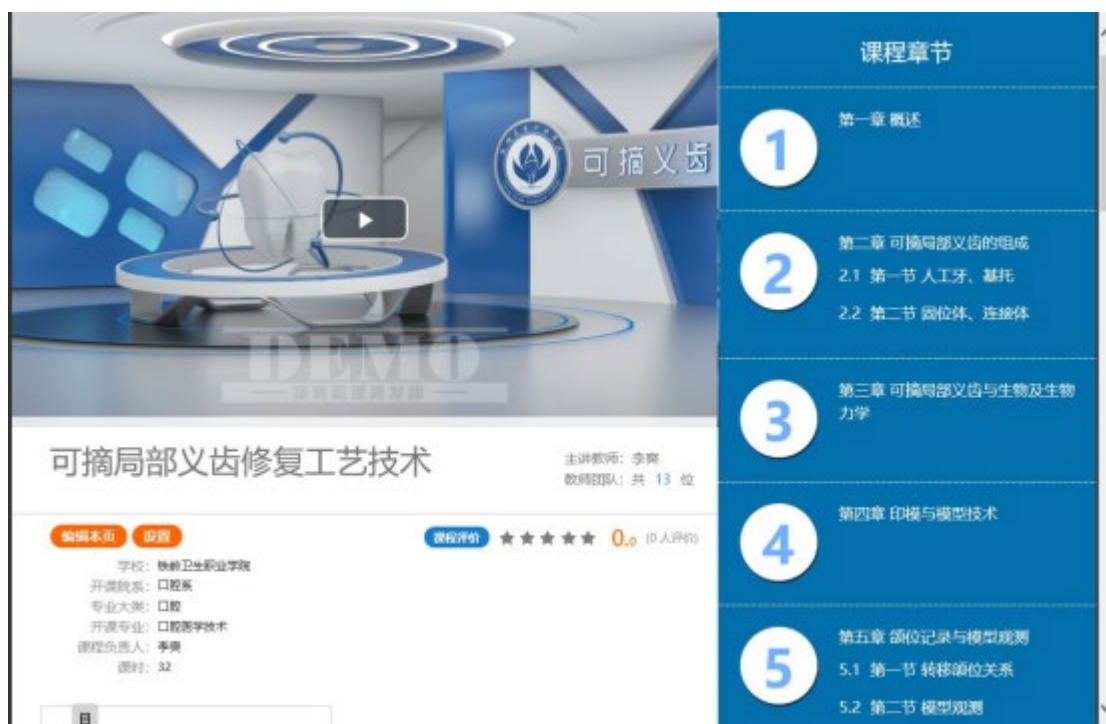 可摘义齿
DEMO
可摘局部义齿修复工艺技术
主讲教师：李爽
教师团队：共 13 位
编辑本页 设置
课程评价 0.0 (0 人评价)
学校：铁岭卫生职业学院
开课院系：口腔系
专业大类：口腔
开课专业：口腔医学技术
课程负责人：李爽
课时：32
课程章节
1
第一章 概述
2
第二章 可摘局部义齿的组成
2.1 第一节 人工牙、基托
2.2 第二节 固位体、连接体
3
第三章 可摘局部义齿与生物及生物
力学
4
第四章 印模与模型技术
5
第五章 颌位记录与模型观测
5.1 第一节 转移颌位关系
5.2 第二节 模型观测